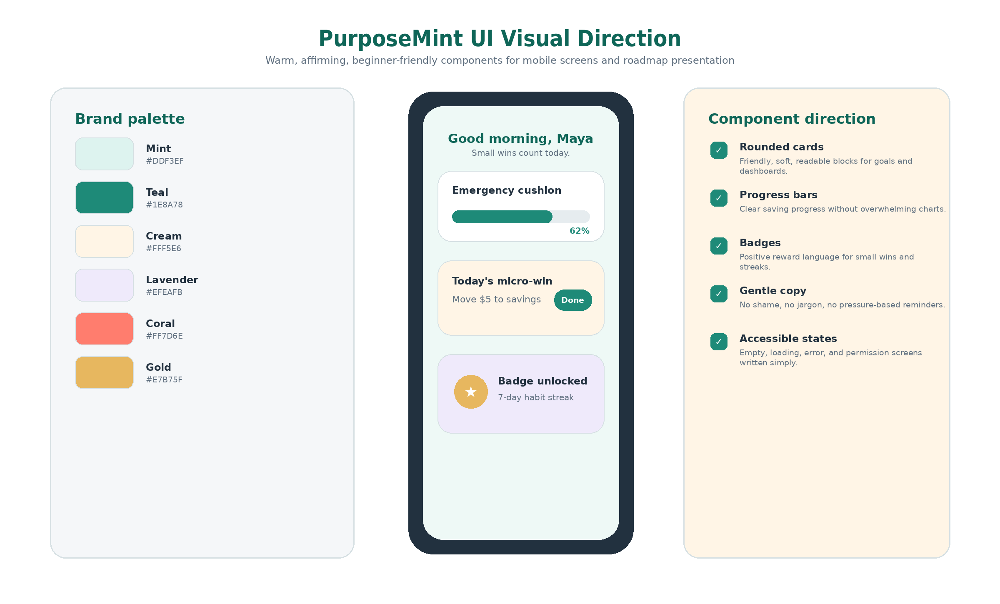 PurposeMint UI Visual Direction
Warm, affirming, beginner-friendly components for mobile screens and roadmap presentation
Brand palette
Mint
#DDF3EF
Teal
#1E8A78
Cream
#FFF5E6
Lavender
#EFEAFB
Coral
#FF7D6E
Gold
#E7B75F
Good morning, Maya
Small wins count today.
Emergency cushion
62%
Today's micro-win
Move $5 to savings
Done
Badge unlocked
7-day habit streak
Component direction
✓ Rounded cards
Friendly, soft, readable blocks for goals and
dashboards.
✓ Progress bars
Clear saving progress without overwhelming charts.
✓ Badges
Positive reward language for small wins and
streaks.
✓ Gentle copy
No shame, no jargon, no pressure-based reminders.
✓ Accessible states
Empty, loading, error, and permission screens
written simply.